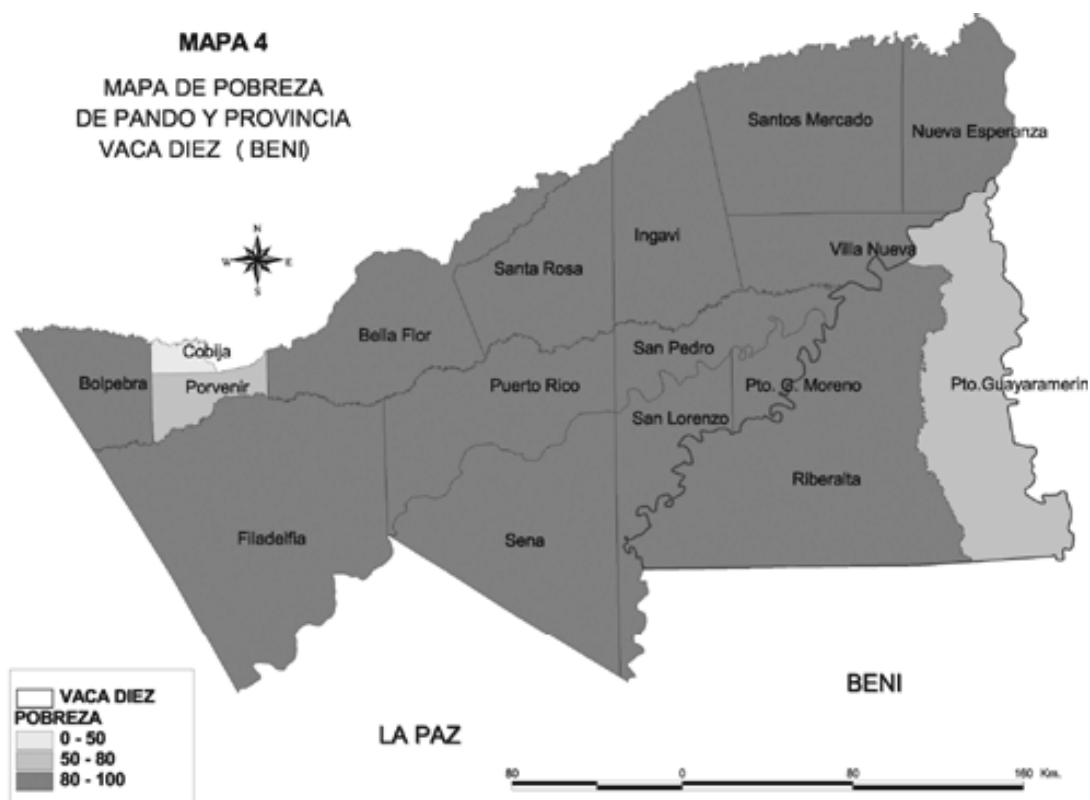 MAPA 4
MAPA DE POBREZA
DE PANDO Y PROVINCIA
VACA DIEZ ( BENI)
N
W E
S
Santos Mercado
Nueva Esperanza
Ingavi
Villa Nueva
Santa Rosa
Bella Flor
Cobija
San Pedro
Bolpebra
Porvenir
Puerto Rico
Pto. G. Moreno
Pto.Guayaramerin
San Lorenzo
Riberalta
Filadelfia
Sena
BENI
LA PAZ
VACA DIEZ
POBREZA
0 - 50
50 - 80
80 - 100
80 0 80 160 Km.